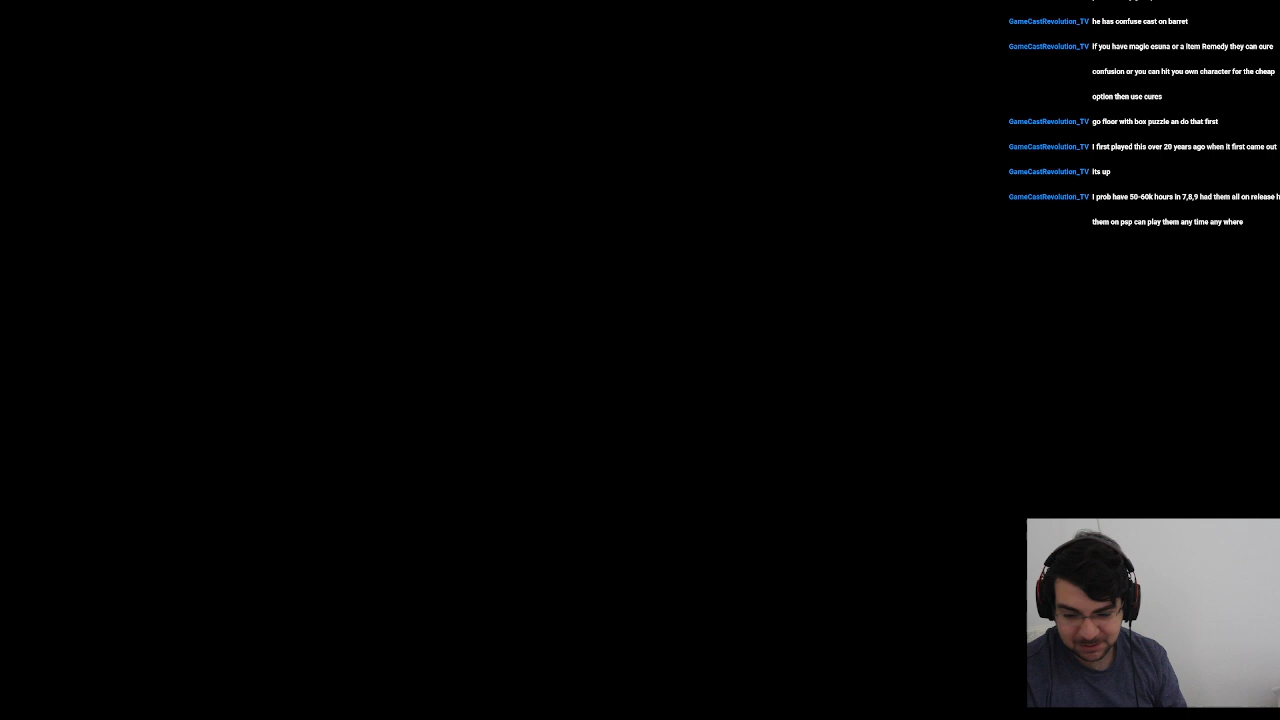 GameCastRevolution_TV he has confuse cast on barret
GameCastRevolution_TV If you have magic esuna or a item Remedy they can cure
confusion or you can hit you own character for the cheap
option then use cures
GameCastRevolution_TV go floor with box puzzle an do that first
GameCastRevolution_TV I first played this over 20 years ago when it first came out
GameCastRevolution_TV Its up
GameCastRevolution_TV I prob have 50-60k hours in 7,8,9 had them all on release
them on psp can play them any time any where